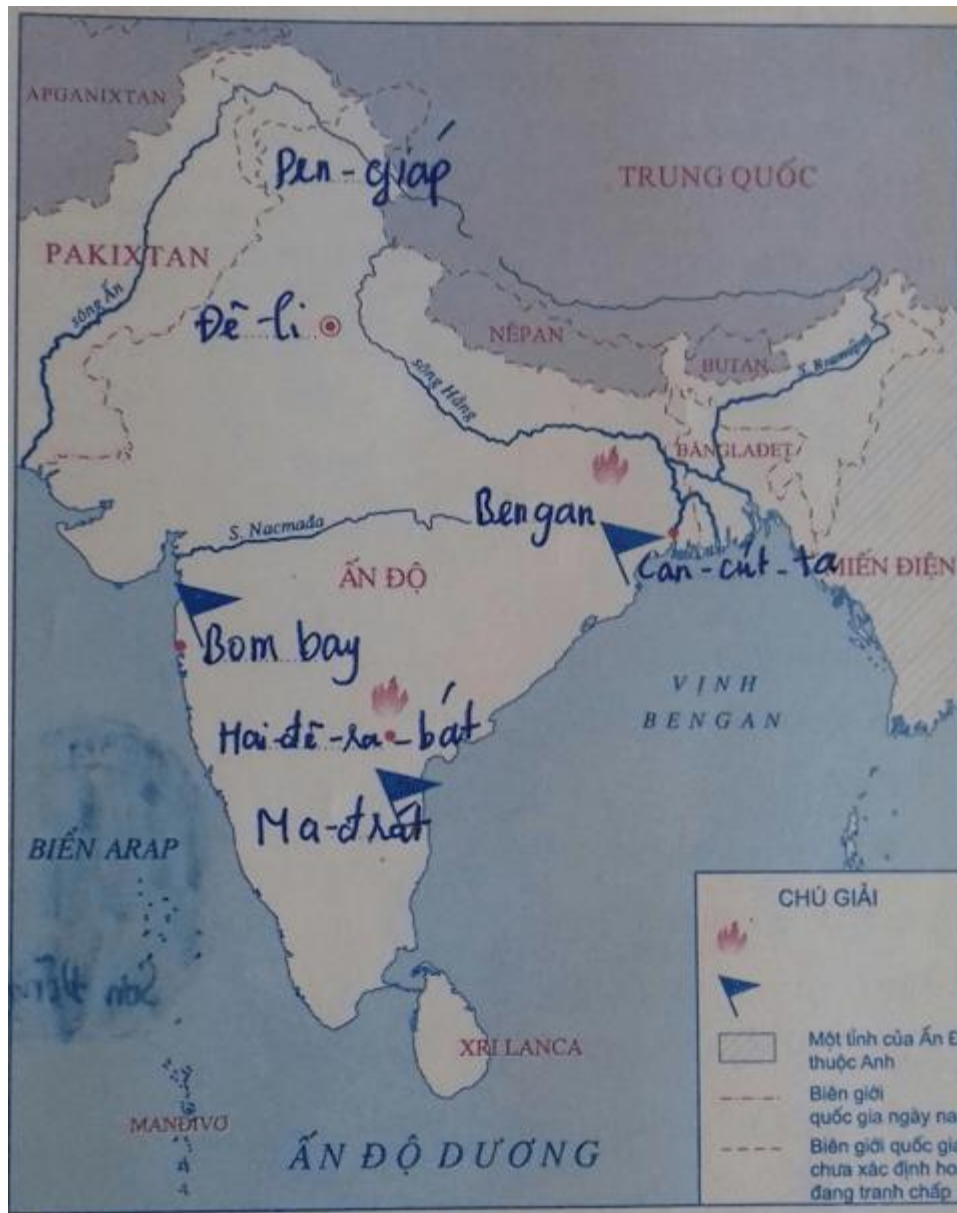 APGANIXTAN
Pen-giáp
TRUNG QUỐC
PAKIXTAN
sông Ấn
Đê-li
NÊPAN
BUTAN
sông Hằng
BĂNGLAĐET
Bengan
S. Nacmađa
Can-cút-ta
MIẾN ĐIỆN
ẤN ĐỘ
Bom bay
VỊNH
BENGAN
Hai-đê-ra-bát
Ma-đrát
BIỂN ARAP
CHÚ GIẢI
Một tỉnh của Ấn Đ
thuộc Anh
XRI LANCA
Biên giới
quốc gia ngày na
MANĐIVƠ
Biên giới quốc gia
chưa xác định ho
đang tranh chấp
ẤN ĐỘ DƯƠNG